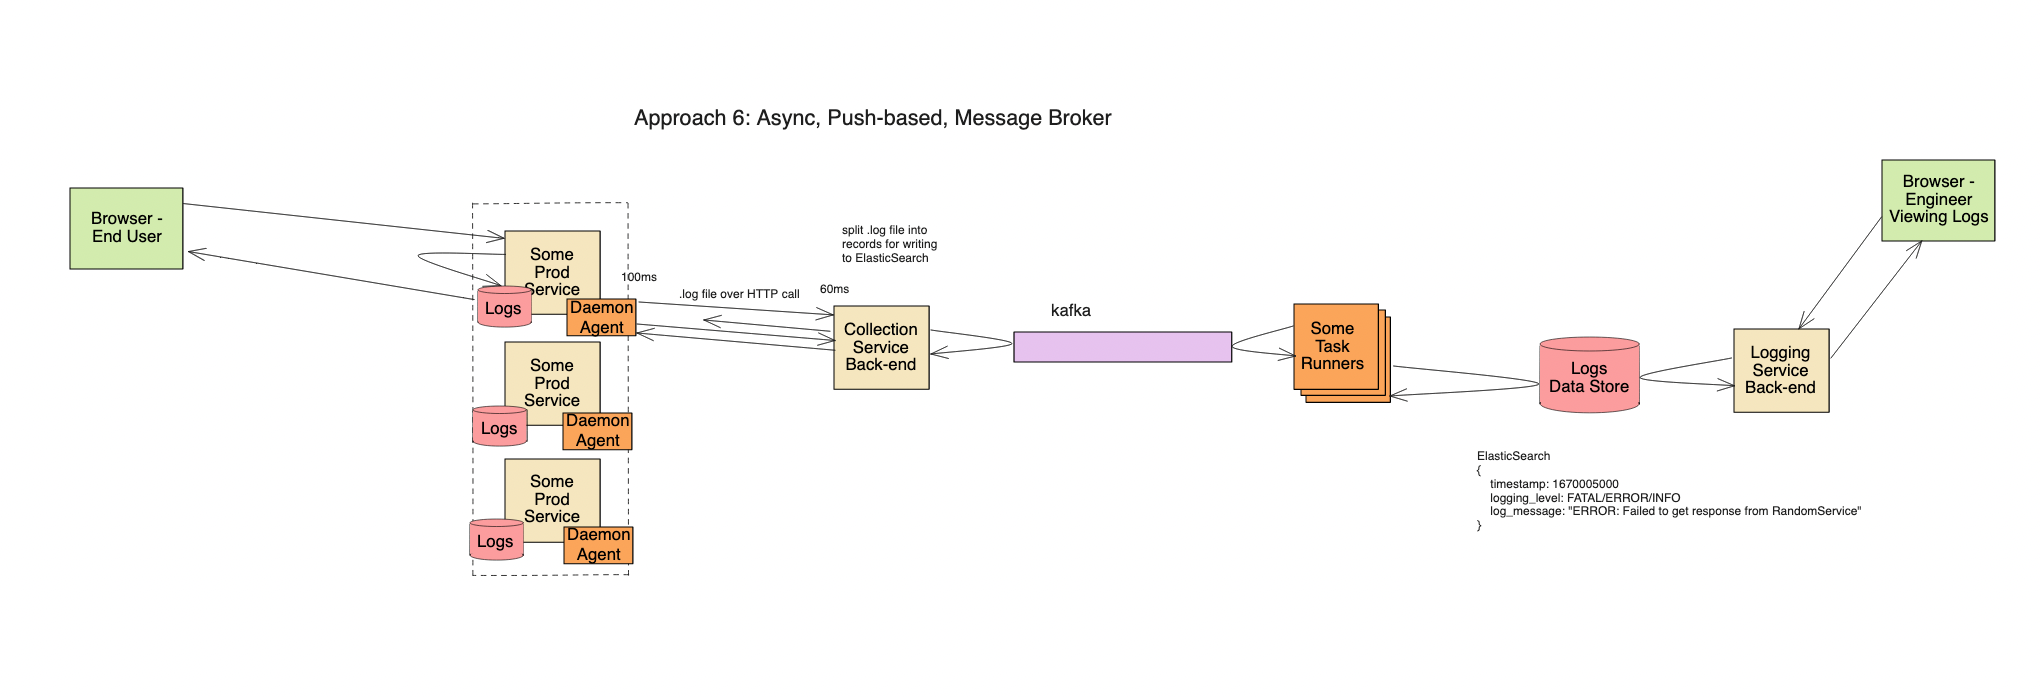 Approach 6: Async, Push-based, Message Broker
Browser -
End User
Some
Prod
Service
Logs
Daemon
Agent
Some
Prod
Service
Logs
Daemon
Agent
Some
Prod
Service
Logs
Daemon
Agent
100ms
.log file over HTTP call
60ms
split .log file into
records for writing
to ElasticSearch
Collection
Service
Back-end
kafka
Some
Task
Runners
Logs
Data Store
Logging
Service
Back-end
Browser -
Engineer
Viewing Logs
ElasticSearch
{
timestamp: 1670005000
logging_level: FATAL/ERROR/INFO
log_message: "ERROR: Failed to get response from RandomService"
}